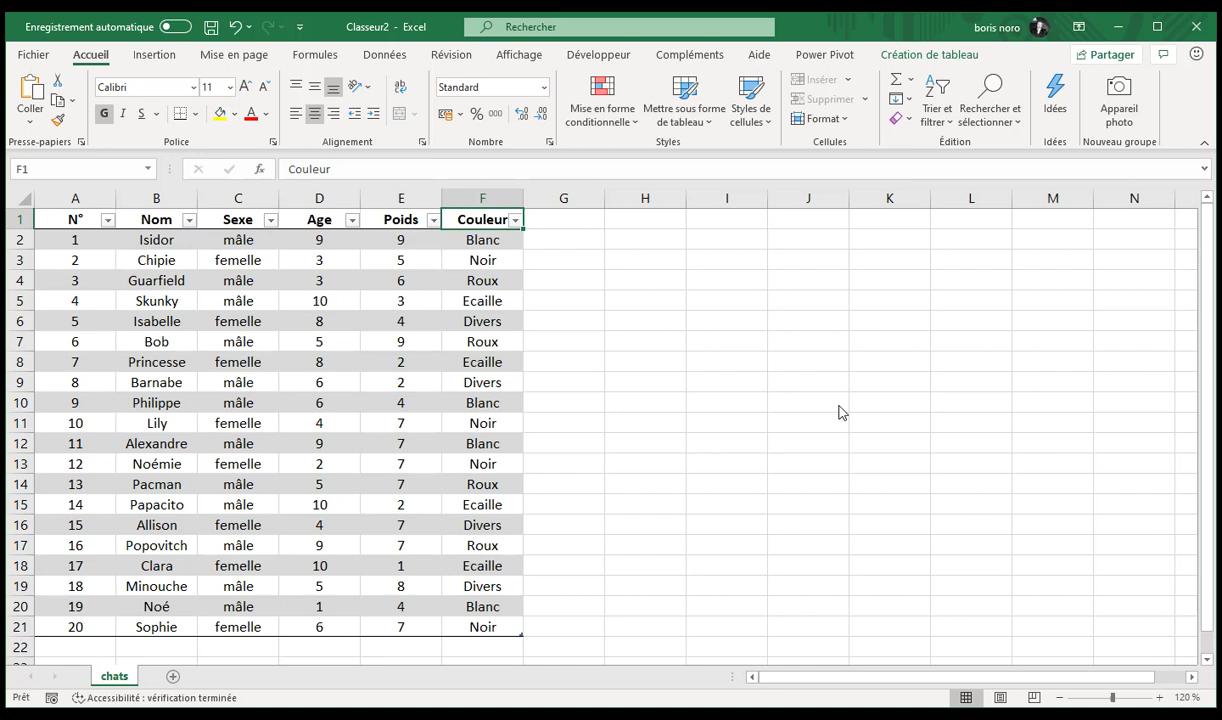 Enregistrement automatique Classeur2 - Excel Rechercher boris noro
Fichier Accueil Insertion Mise en page Formules Données Révision Affichage Développeur Compléments Aide Power Pivot Création de tableau Partager
Coller Calibri 11 Standard Mise en forme conditionnelle Mettre sous forme de tableau Styles de cellules Insérer Supprimer Format Trier et filtrer Rechercher et sélectionner Idées Appareil photo
G I S 000
Presse-papiers Police Alignement Nombre Styles Cellules Édition Idées Nouveau groupe
F1 fx Couleur
A B C D E F G H I J K L M N
1 N° Nom Sexe Age Poids Couleur
2 1 Isidor mâle 9 9 Blanc
3 2 Chipie femelle 3 5 Noir
4 3 Guarfield mâle 3 6 Roux
5 4 Skunky mâle 10 3 Ecaille
6 5 Isabelle femelle 8 4 Divers
7 6 Bob mâle 5 9 Roux
8 7 Princesse femelle 8 2 Ecaille
9 8 Barnabe mâle 6 2 Divers
10 9 Philippe mâle 6 4 Blanc
11 10 Lily femelle 4 7 Noir
12 11 Alexandre mâle 9 7 Blanc
13 12 Noémie femelle 2 7 Noir
14 13 Pacman mâle 5 7 Roux
15 14 Papacito mâle 10 2 Ecaille
16 15 Allison femelle 4 7 Divers
17 16 Popovitch mâle 9 7 Roux
18 17 Clara femelle 10 1 Ecaille
19 18 Minouche mâle 5 8 Divers
20 19 Noé mâle 1 4 Blanc
21 20 Sophie femelle 6 7 Noir
22
chats
Prêt Accessibilité : vérification terminée 120 %